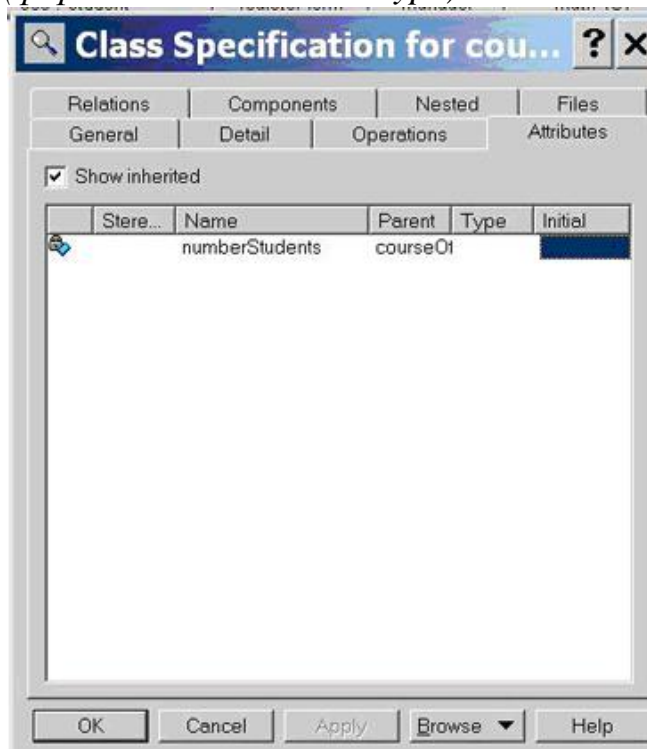 Class Specification for cou... ? ×
Relations Components Nested Files
General Detail Operations Attributes
Show inherited
Stere... Name Parent Type Initial
numberStudents courseOf
OK Cancel Apply Browse Help